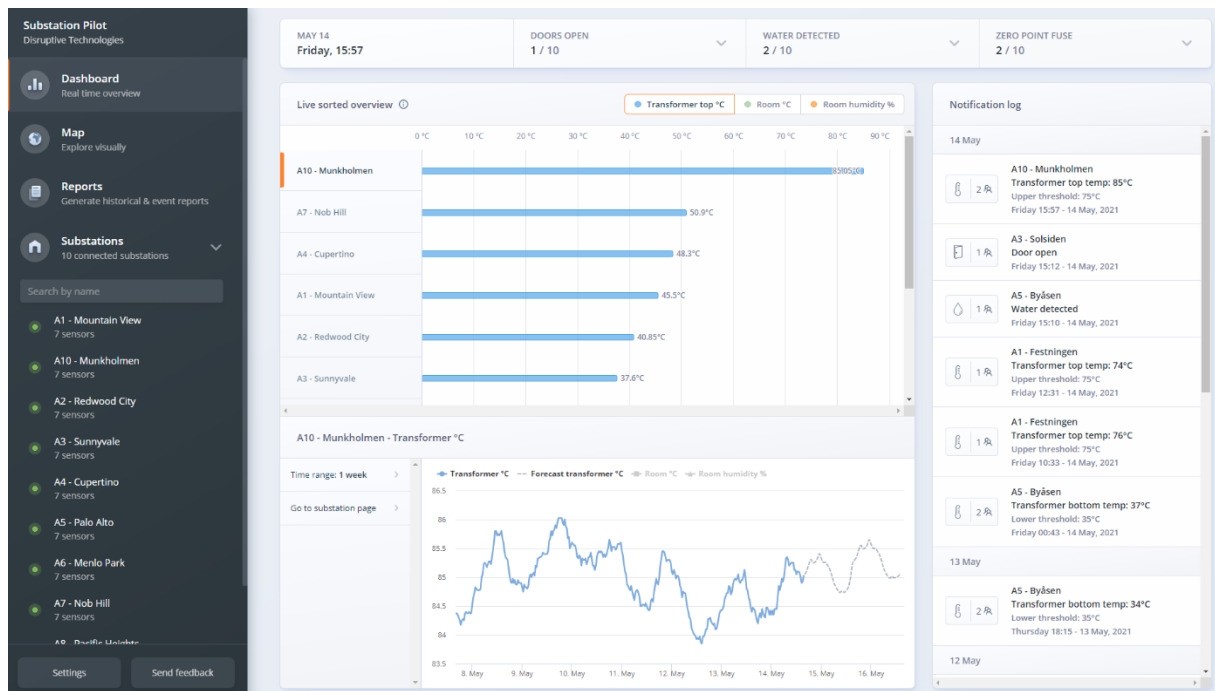 Substation Pilot
Disruptive Technologies
Dashboard
Real time overview
Map
Explore visually
Reports
Generate historical & event reports
Substations
10 connected substations
Search by name
A1 - Mountain View
7 sensors
A10 - Munkholmen
7 sensors
A2 - Redwood City
7 sensors
A3 - Sunnyvale
7 sensors
A4 - Cupertino
7 sensors
A5 - Palo Alto
7 sensors
A6 - Menlo Park
7 sensors
A7 - Nob Hill
7 sensors
A8 - Pacific Heights
Settings Send feedback
MAY 14 DOORS OPEN WATER DETECTED ZERO POINT FUSE
Friday, 15:57 1 / 10 2 / 10 2 / 10
Live sorted overview Transformer top °C Room °C Room humidity %
0 °C 10 °C 20 °C 30 °C 40 °C 50 °C 60 °C 70 °C 80 °C 90 °C
A10 - Munkholmen 85.05°C
A7 - Nob Hill 50.9°C
A4 - Cupertino 48.3°C
A1 - Mountain View 45.5°C
A2 - Redwood City 40.85°C
A3 - Sunnyvale 37.6°C
A10 - Munkholmen - Transformer °C
Time range: 1 week
Go to substation page
Transformer °C Forecast transformer °C Room °C Room humidity %
86.5
86
85.5
85
84.5
84
83.5
8. May 9. May 10. May 11. May 12. May 13. May 14. May 15. May 16. May
Notification log
14 May
A10 - Munkholmen
2 Transformer top temp: 85°C
Upper threshold: 75°C
Friday 15:57 - 14 May, 2021
A3 - Solsiden
1 Door open
Friday 15:12 - 14 May, 2021
A5 - Byåsen
1 Water detected
Friday 15:10 - 14 May, 2021
A1 - Festningen
1 Transformer top temp: 74°C
Upper threshold: 75°C
Friday 12:31 - 14 May, 2021
A1 - Festningen
1 Transformer top temp: 76°C
Upper threshold: 75°C
Friday 10:33 - 14 May, 2021
A5 - Byåsen
2 Transformer bottom temp: 37°C
Lower threshold: 35°C
Friday 00:43 - 14 May, 2021
13 May
A5 - Byåsen
2 Transformer bottom temp: 34°C
Lower threshold: 35°C
Thursday 18:15 - 13 May, 2021
12 May